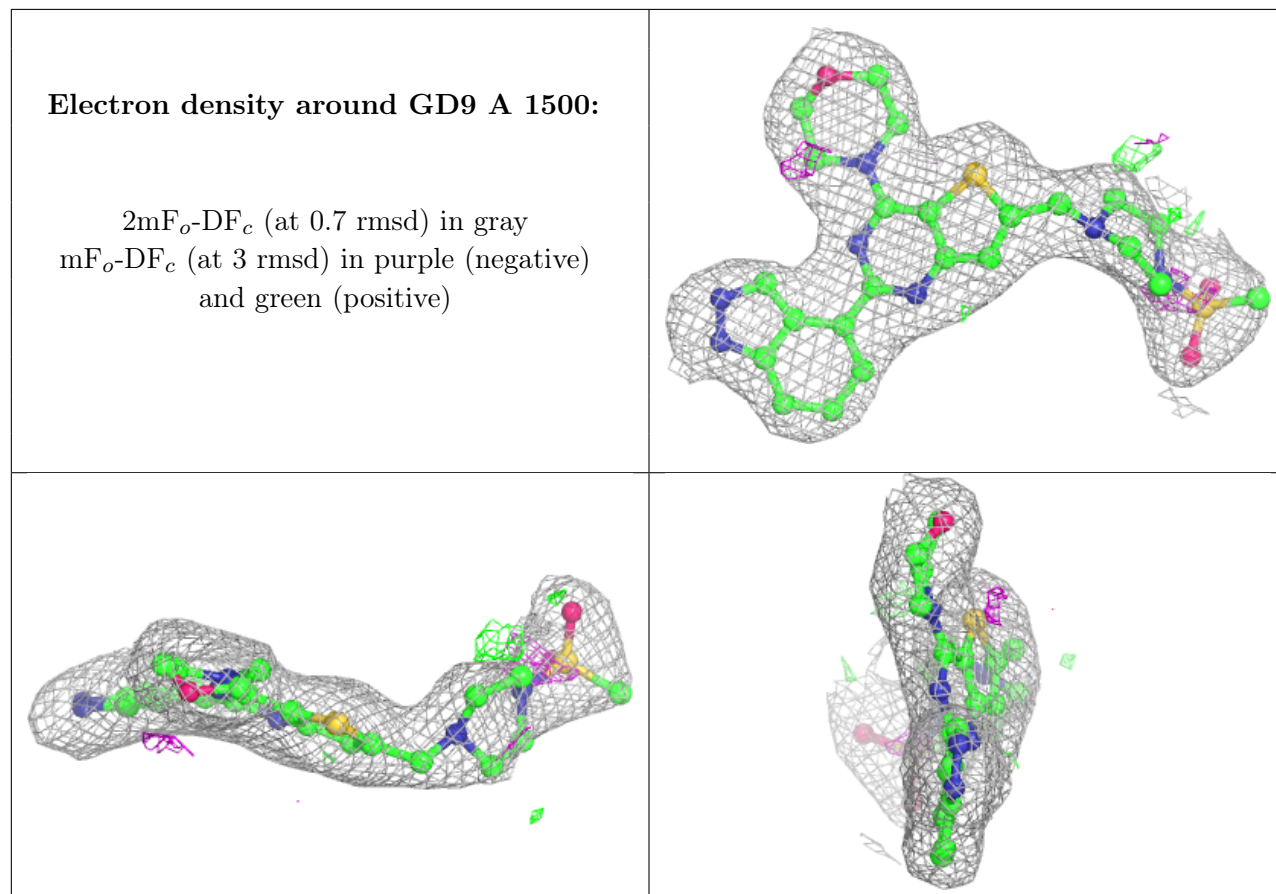 Electron density around GD9 A 1500:
2mFo-DFc (at 0.7 rmsd) in gray
mFo-DFc (at 3 rmsd) in purple (negative)
and green (positive)